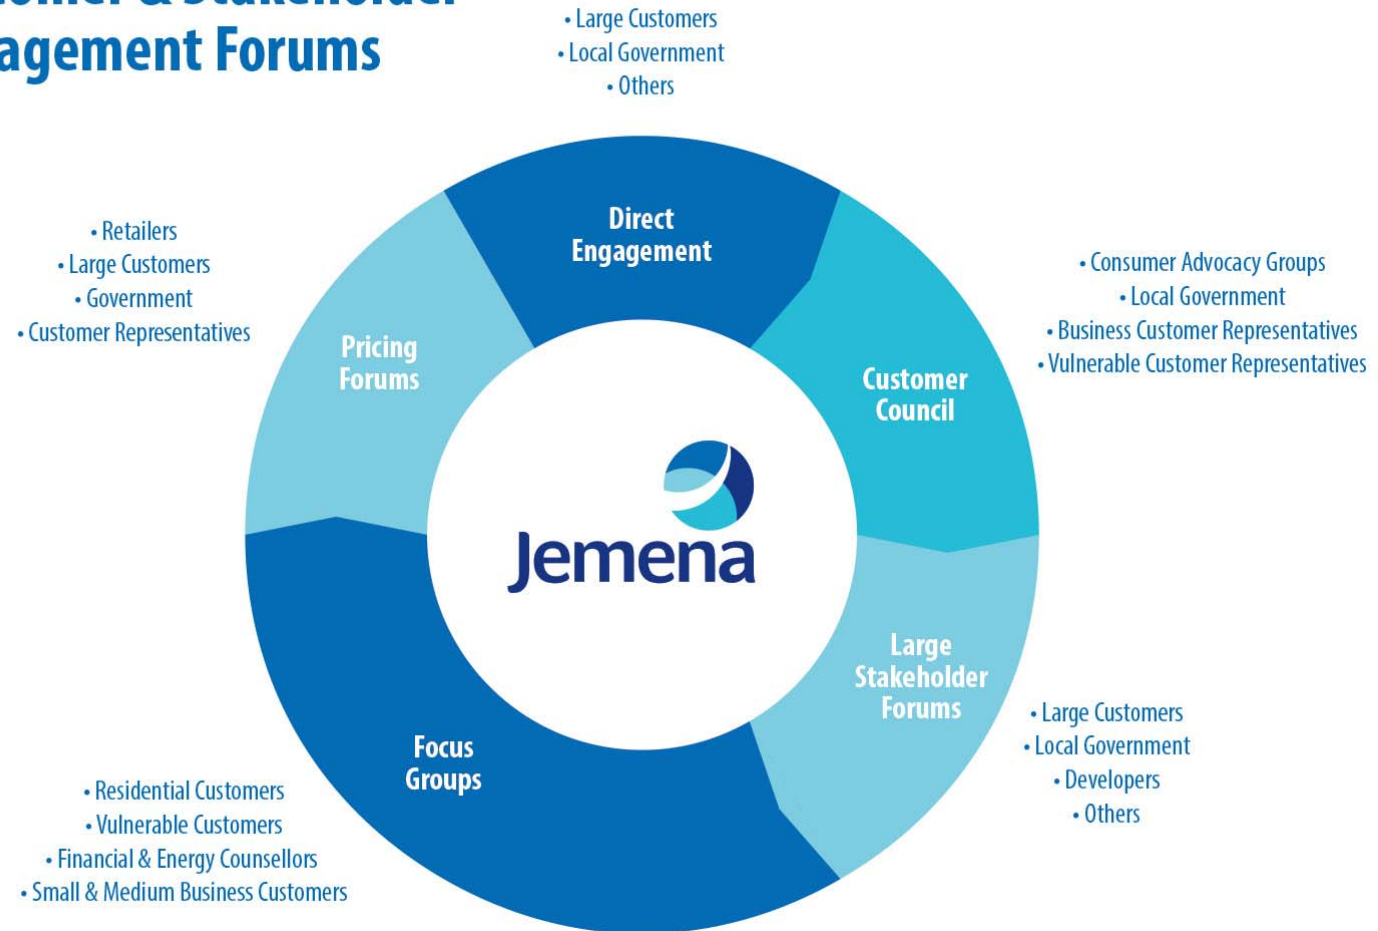 agement Forums
• Large Customers
• Local Government
• Others
Direct
Engagement
• Retailers
• Large Customers
• Government
• Customer Representatives
Pricing
Forums
• Consumer Advocacy Groups
• Local Government
• Business Customer Representatives
• Vulnerable Customer Representatives
Customer
Council
Jemena
Large
Stakeholder
Forums
• Large Customers
• Local Government
• Developers
• Others
Focus
Groups
• Residential Customers
• Vulnerable Customers
• Financial & Energy Counsellors
• Small & Medium Business Customers